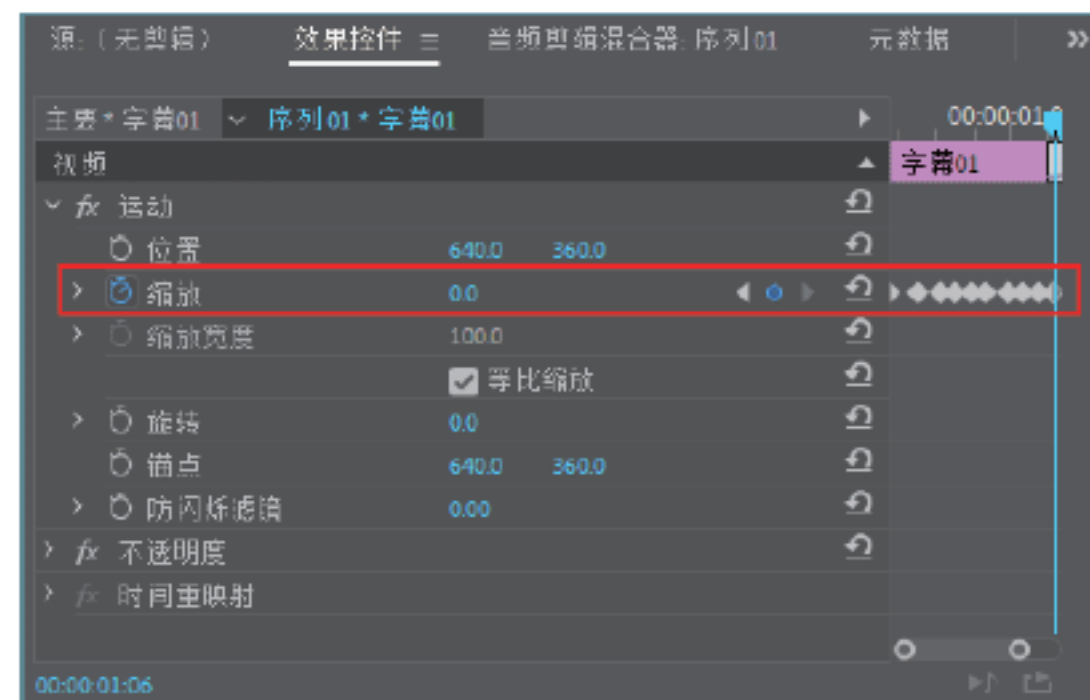 源:（无剪辑） 效果控件 音频剪辑混合器: 序列 01 元数据
主要 * 字幕01 序列 01 * 字幕01 00:00:01
视频 字幕01
fx 运动
位置 640.0 360.0
缩放 0.0
缩放宽度 100.0
等比缩放
旋转 0.0
锚点 640.0 360.0
防闪烁滤镜 0.00
fx 不透明度
fx 时间重映射
00:00:01:06